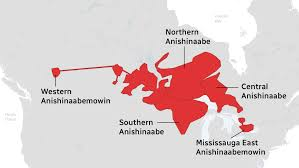 Northern
Anishinaabe
Western
Anishinaabemowin
Central
Anishinaabe
Southern
Anishinaabe
Mississauga East
Anishinaabemowin